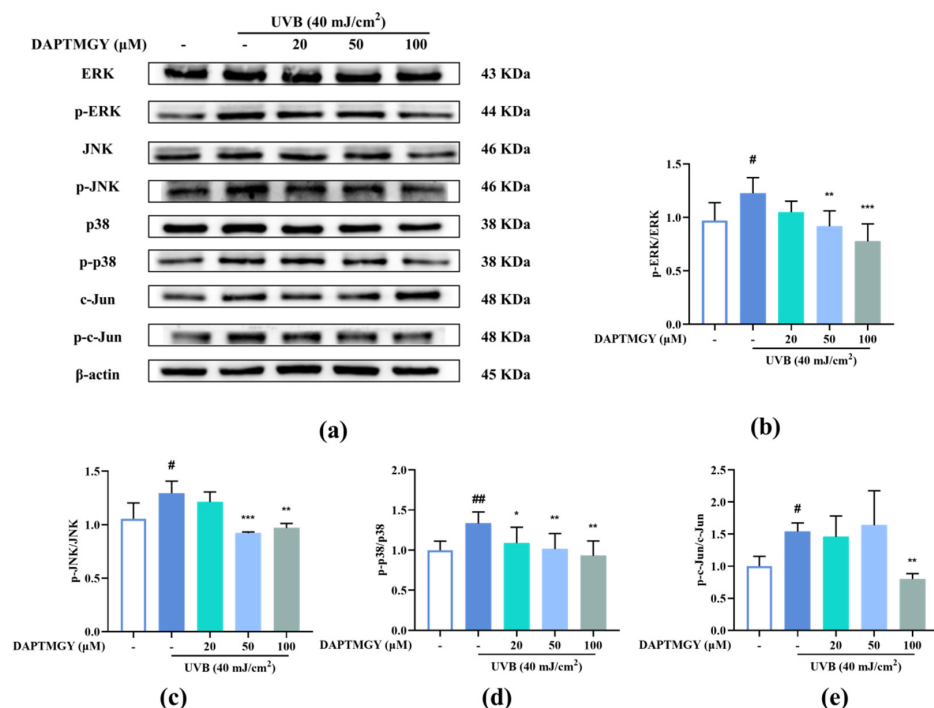 UVB (40 mJ/cm²)
DAPTMGY (μM) - - 20 50 100
ERK 43 KDa
p-ERK 44 KDa
JNK 46 KDa
p-JNK 46 KDa
p38 38 KDa
p-p38 38 KDa
c-Jun 48 KDa
p-c-Jun 48 KDa
β-actin 45 KDa
(a)
p-ERK/ERK
1.5
1.0
0.5
0.0
# ** ***
DAPTMGY (μM) - - 20 50 100
UVB (40 mJ/cm²)
(b)
p-JNK/JNK
1.5
1.0
0.5
0.0
# *** **
DAPTMGY (μM) - - 20 50 100
UVB (40 mJ/cm²)
(c)
p-p38/p38
2.0
1.5
1.0
0.5
0.0
## * ** **
DAPTMGY (μM) - - 20 50 100
UVB (40 mJ/cm²)
(d)
p-c-Jun/c-Jun
2.5
2.0
1.5
1.0
0.5
0.0
# **
DAPTMGY (μM) - - 20 50 100
UVB (40 mJ/cm²)
(e)